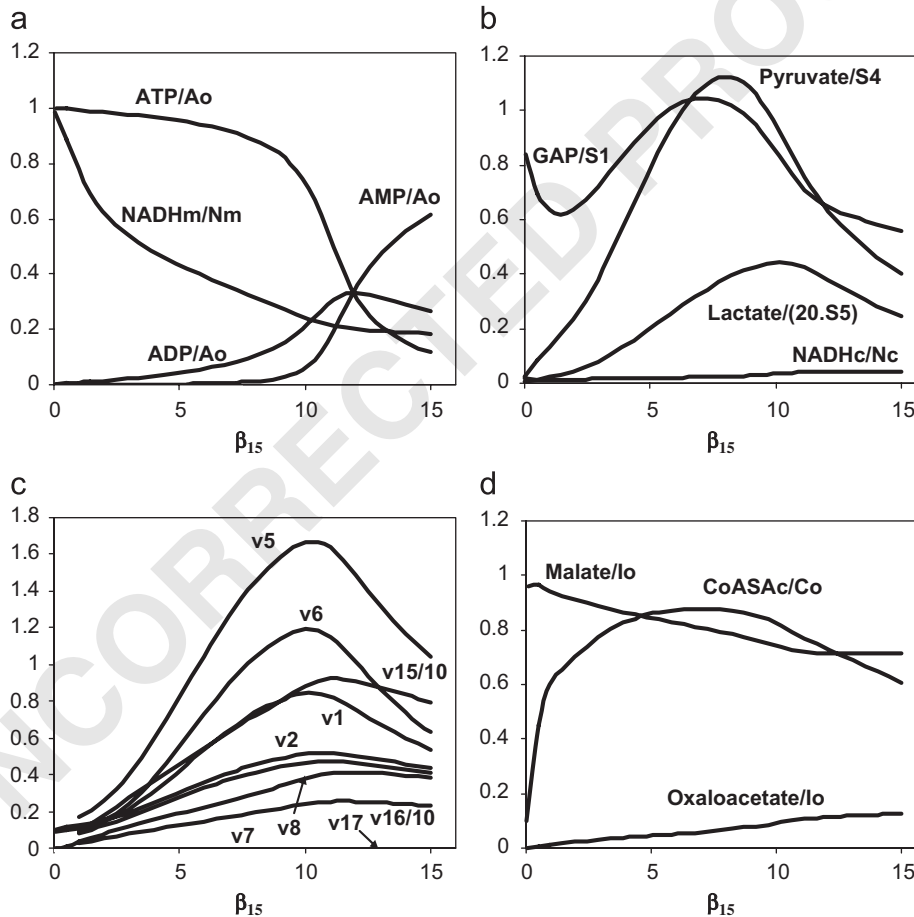 a
1.2
1
0.8
0.6
0.4
0.2
0
ATP/Ao
NADHm/Nm
AMP/Ao
ADP/Ao
0 5 10 15
β15
b
1.2
1
0.8
0.6
0.4
0.2
0
Pyruvate/S4
GAP/S1
Lactate/(20.S5)
NADHc/Nc
0 5 10 15
β15
c
1.8
1.6
1.4
1.2
1
0.8
0.6
0.4
0.2
0
v5
v6
v15/10
v1
v2
v7
v8
v17
v16/10
0 5 10 15
β15
d
1.2
1
0.8
0.6
0.4
0.2
0
Malate/Io
CoASAc/Co
Oxaloacetate/Io
0 5 10 15
β15
NCORRECTED PRO